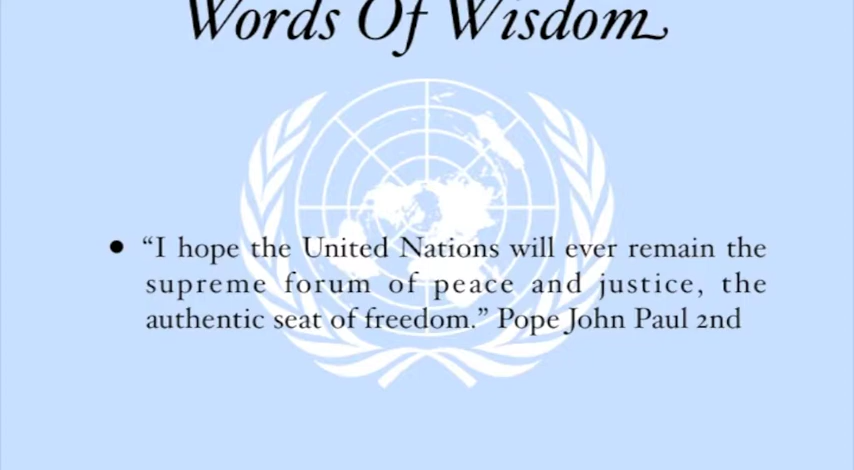 Words Of Wisdom
• “I hope the United Nations will ever remain the
supreme forum of peace and justice, the
authentic seat of freedom.” Pope John Paul 2nd